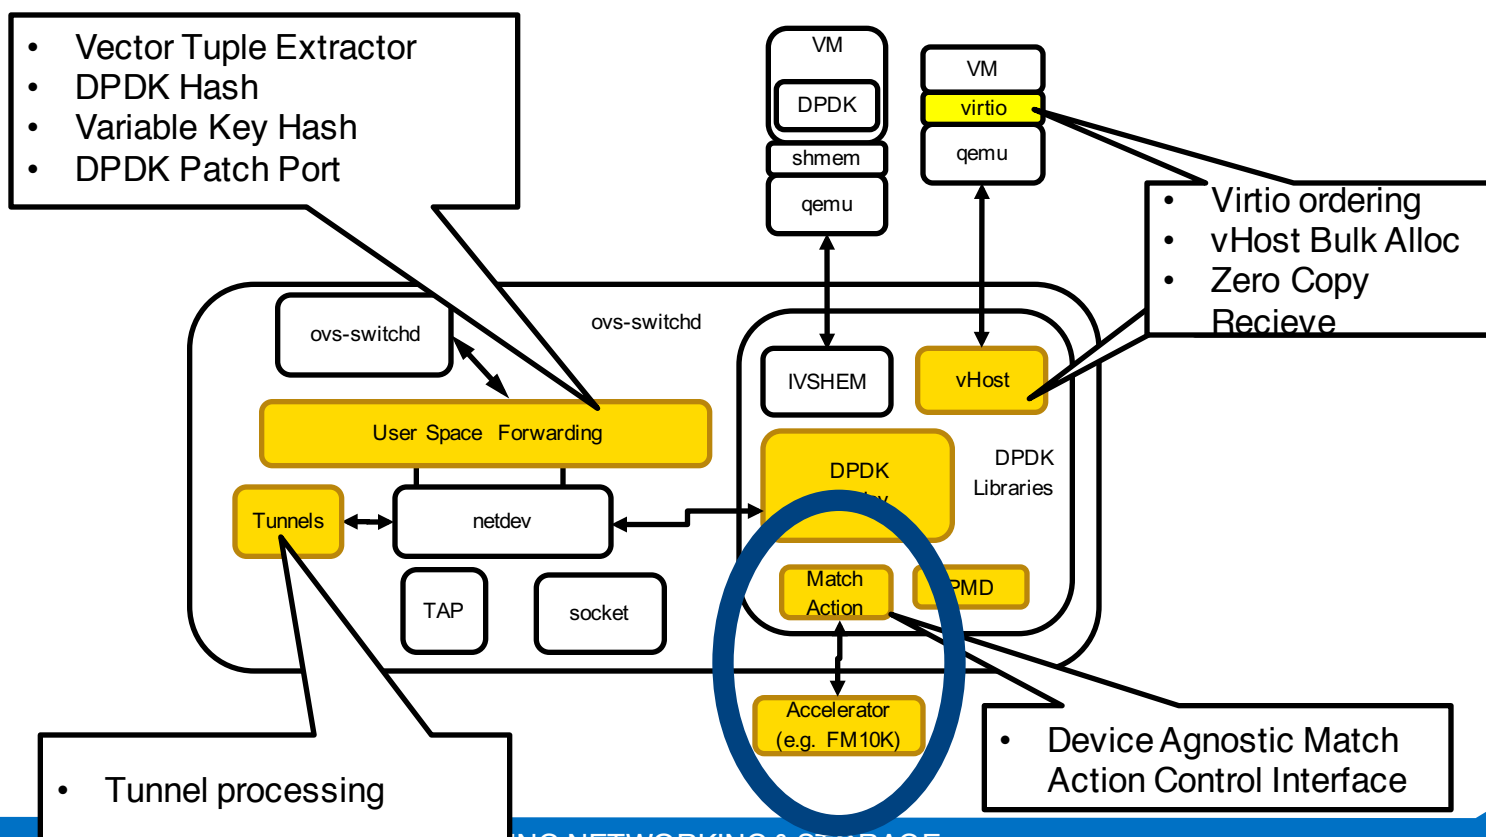 • Vector Tuple Extractor
• DPDK Hash
• Variable Key Hash
• DPDK Patch Port
VM
DPDK
shmem
qemu
VM
virtio
qemu
• Virtio ordering
• vHost Bulk Alloc
• Zero Copy
Recieve
ovs-switchd
ovs-switchd
IVSHEM
vHost
User Space Forwarding
DPDK
DPDK
Libraries
Tunnels
netdev
TAP
socket
Match
Action
PMD
Accelerator
(e.g. FM10K)
• Device Agnostic Match
Action Control Interface
• Tunnel processing
NETWORKING & STORAGE